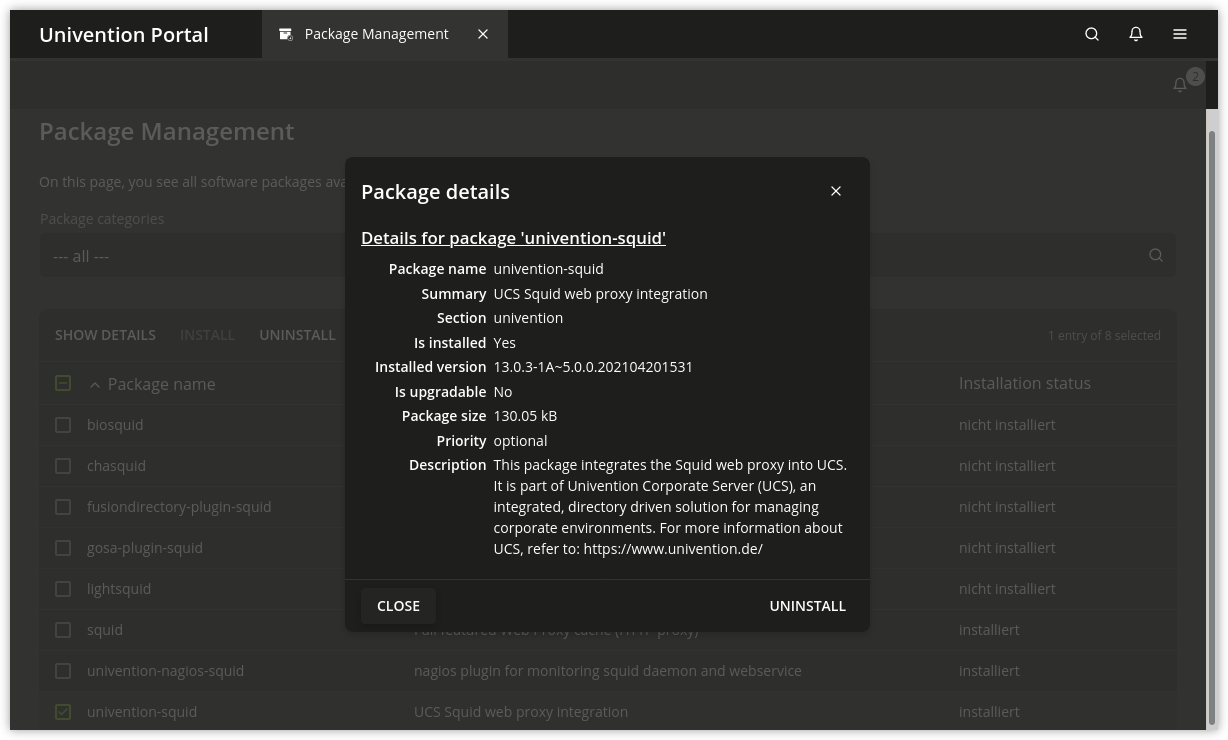 Univention Portal
Package Management
2
Package Management
On this page, you see all software packages ava
Package categories
--- all ---
SHOW DETAILS INSTALL UNINSTALL
1 entry of 8 selected
Package name Installation status
biosquid nicht installiert
chasquid nicht installiert
fusiondirectory-plugin-squid nicht installiert
gosa-plugin-squid nicht installiert
lightsquid nicht installiert
squid Full featured Web Proxy cache (HTTP proxy) installiert
univention-nagios-squid nagios plugin for monitoring squid daemon and webservice installiert
univention-squid UCS Squid web proxy integration installiert
Package details
Details for package 'univention-squid'
Package name univention-squid
Summary UCS Squid web proxy integration
Section univention
Is installed Yes
Installed version 13.0.3-1A~5.0.0.202104201531
Is upgradable No
Package size 130.05 kB
Priority optional
Description This package integrates the Squid web proxy into UCS.
It is part of Univention Corporate Server (UCS), an
integrated, directory driven solution for managing
corporate environments. For more information about
UCS, refer to: https://www.univention.de/
CLOSE UNINSTALL